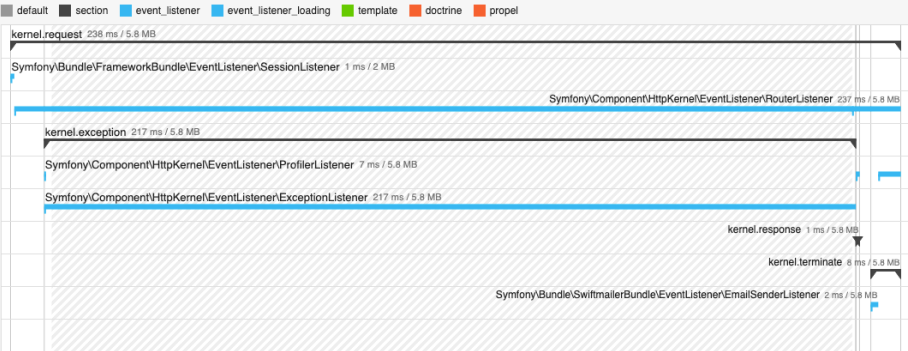 default section event_listener event_listener_loading template doctrine propel
kernel.request 238 ms / 5.8 MB
Symfony\Bundle\FrameworkBundle\EventListener\SessionListener 1 ms / 2 MB
Symfony\Component\HttpKernel\EventListener\RouterListener 237 ms / 5.8 MB
kernel.exception 217 ms / 5.8 MB
Symfony\Component\HttpKernel\EventListener\ProfilerListener 7 ms / 5.8 MB
Symfony\Component\HttpKernel\EventListener\ExceptionListener 217 ms / 5.8 MB
kernel.response 1 ms / 5.8 MB
kernel.terminate 8 ms / 5.8 MB
Symfony\Bundle\SwiftmailerBundle\EventListener\EmailSenderListener 2 ms / 5.8 MB